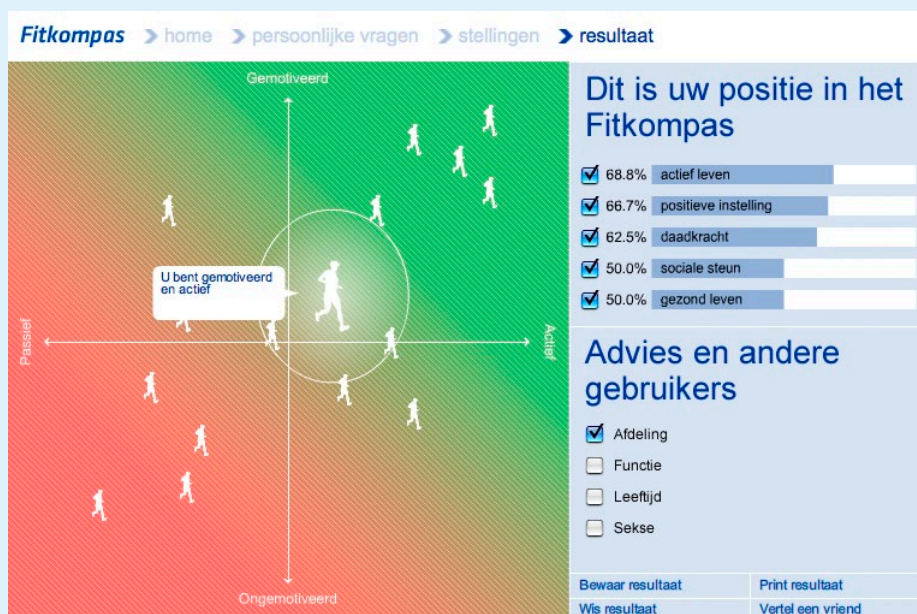 Fitkompas home persoonlijke vragen stellingen resultaat
Gemotiveerd
U bent gemotiveerd
en actief
Passief
Actief
Ongemotiveerd
Dit is uw positie in het
Fitkompas
68.8% actief leven
66.7% positieve instelling
62.5% daadkracht
50.0% sociale steun
50.0% gezond leven
Advies en andere
gebruikers
Afdeling
Functie
Leeftijd
Sekse
Bewaar resultaat Print resultaat
Wis resultaat Vertel een vriend